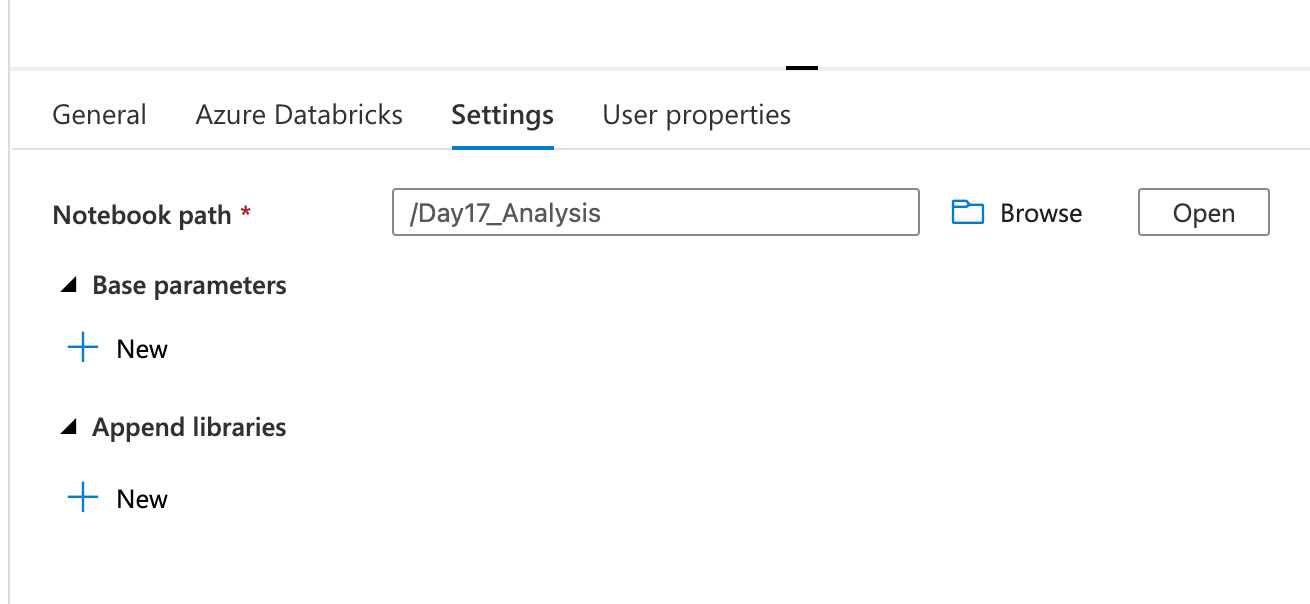 General Azure Databricks Settings User properties
Notebook path * /Day17_Analysis Browse Open
Base parameters
New
Append libraries
New